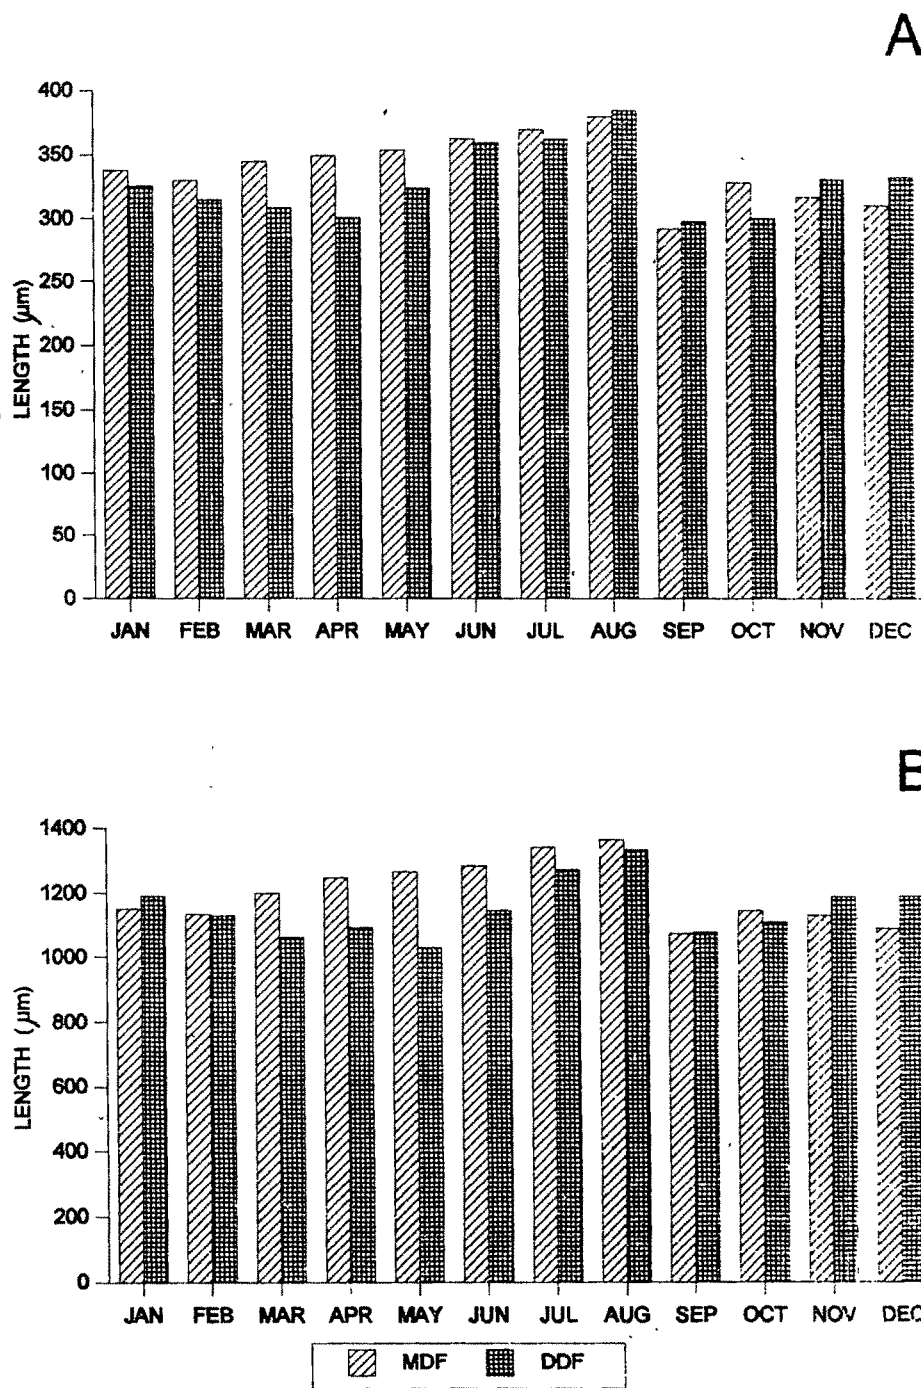 A
400
350
300
250
200
150
100
50
0
LENGTH (μm)
JAN FEB MAR APR MAY JUN JUL AUG SEP OCT NOV DEC
B
1400
1200
1000
800
600
400
200
0
LENGTH (μm)
JAN FEB MAR APR MAY JUN JUL AUG SEP OCT NOV DEC
MDF DDF